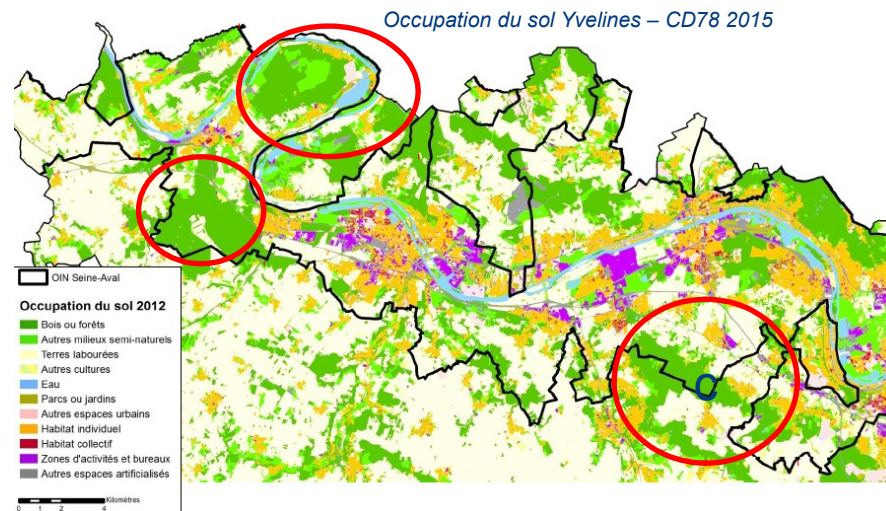 Occupation du sol Yvelines – CD78 2015
C
OIN Seine-Aval
Occupation du sol 2012
Bois ou forêts
Autres milieux semi-naturels
Terres labourées
Autres cultures
Eau
Parcs ou jardins
Autres espaces urbains
Habitat individuel
Habitat collectif
Zones d'activités et bureaux
Autres espaces artificialisés
0 1 2 4 Kilomètres